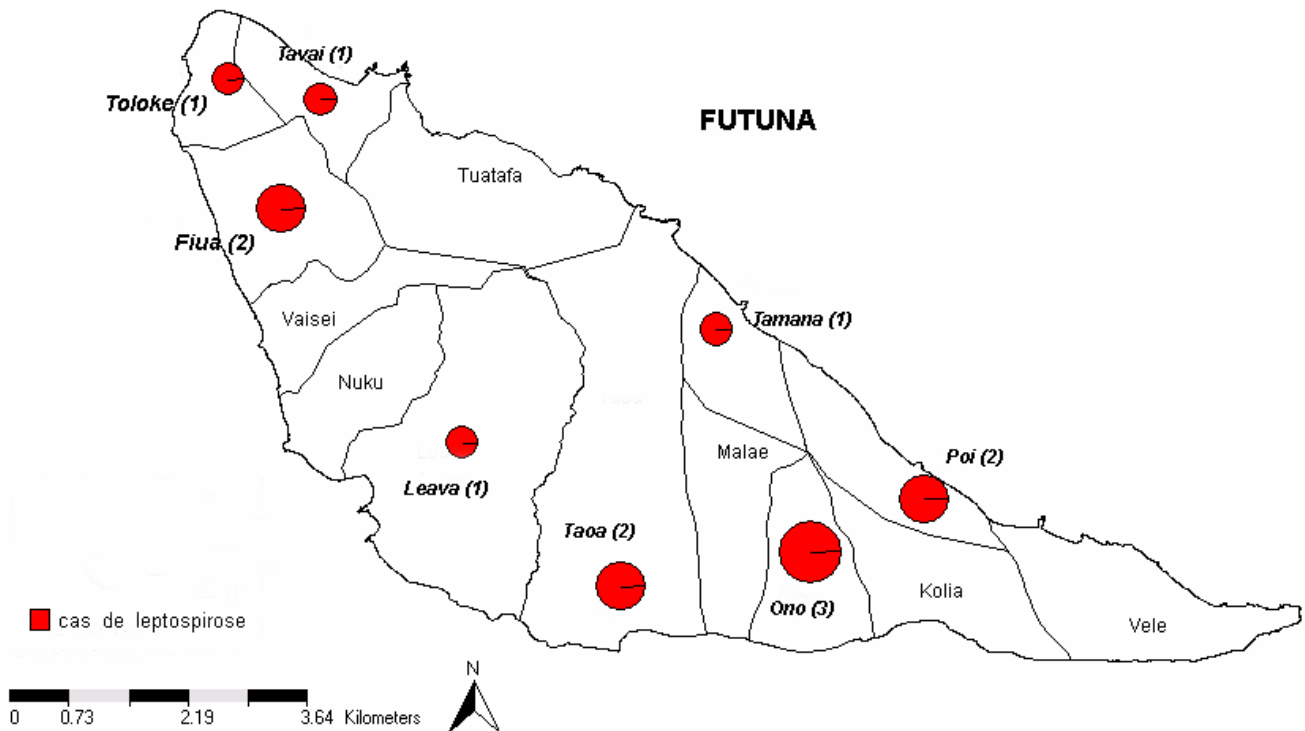 Tavai (1)
Toloke (1)
FUTUNA
Tuatafa
Fiua (2)
Vaisei
Tamana (1)
Nuku
Malae
Poi (2)
Leava (1)
Taoa (2)
Kolia
Ono (3)
Vele
cas de leptospirose
N
0 0.73 2.19 3.64 Kilometers